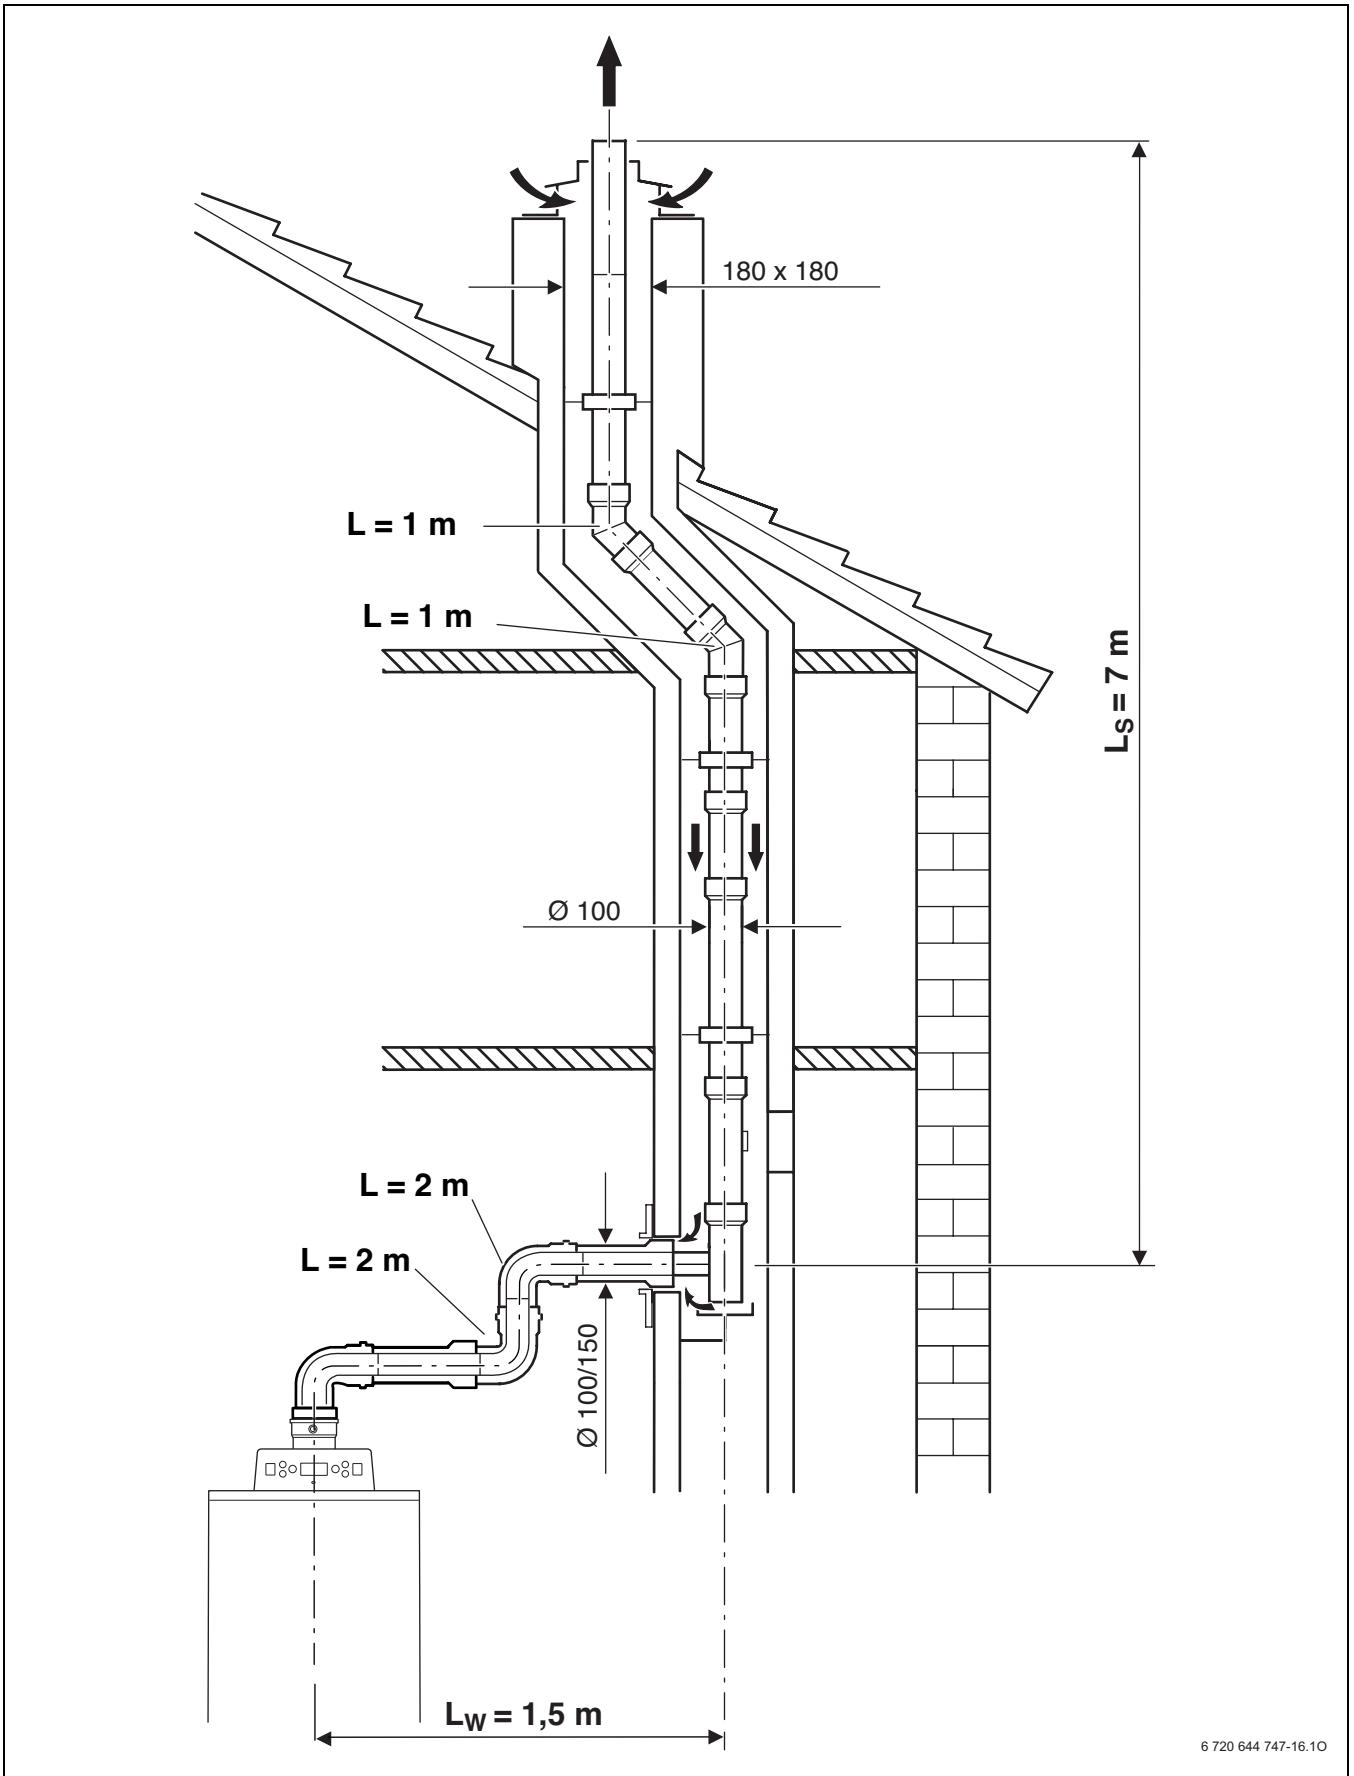 180 x 180
L = 1 m
L = 1 m
LS = 7 m
Ø 100
L = 2 m
L = 2 m
Ø 100/150
LW = 1,5 m
6 720 644 747-16.1O